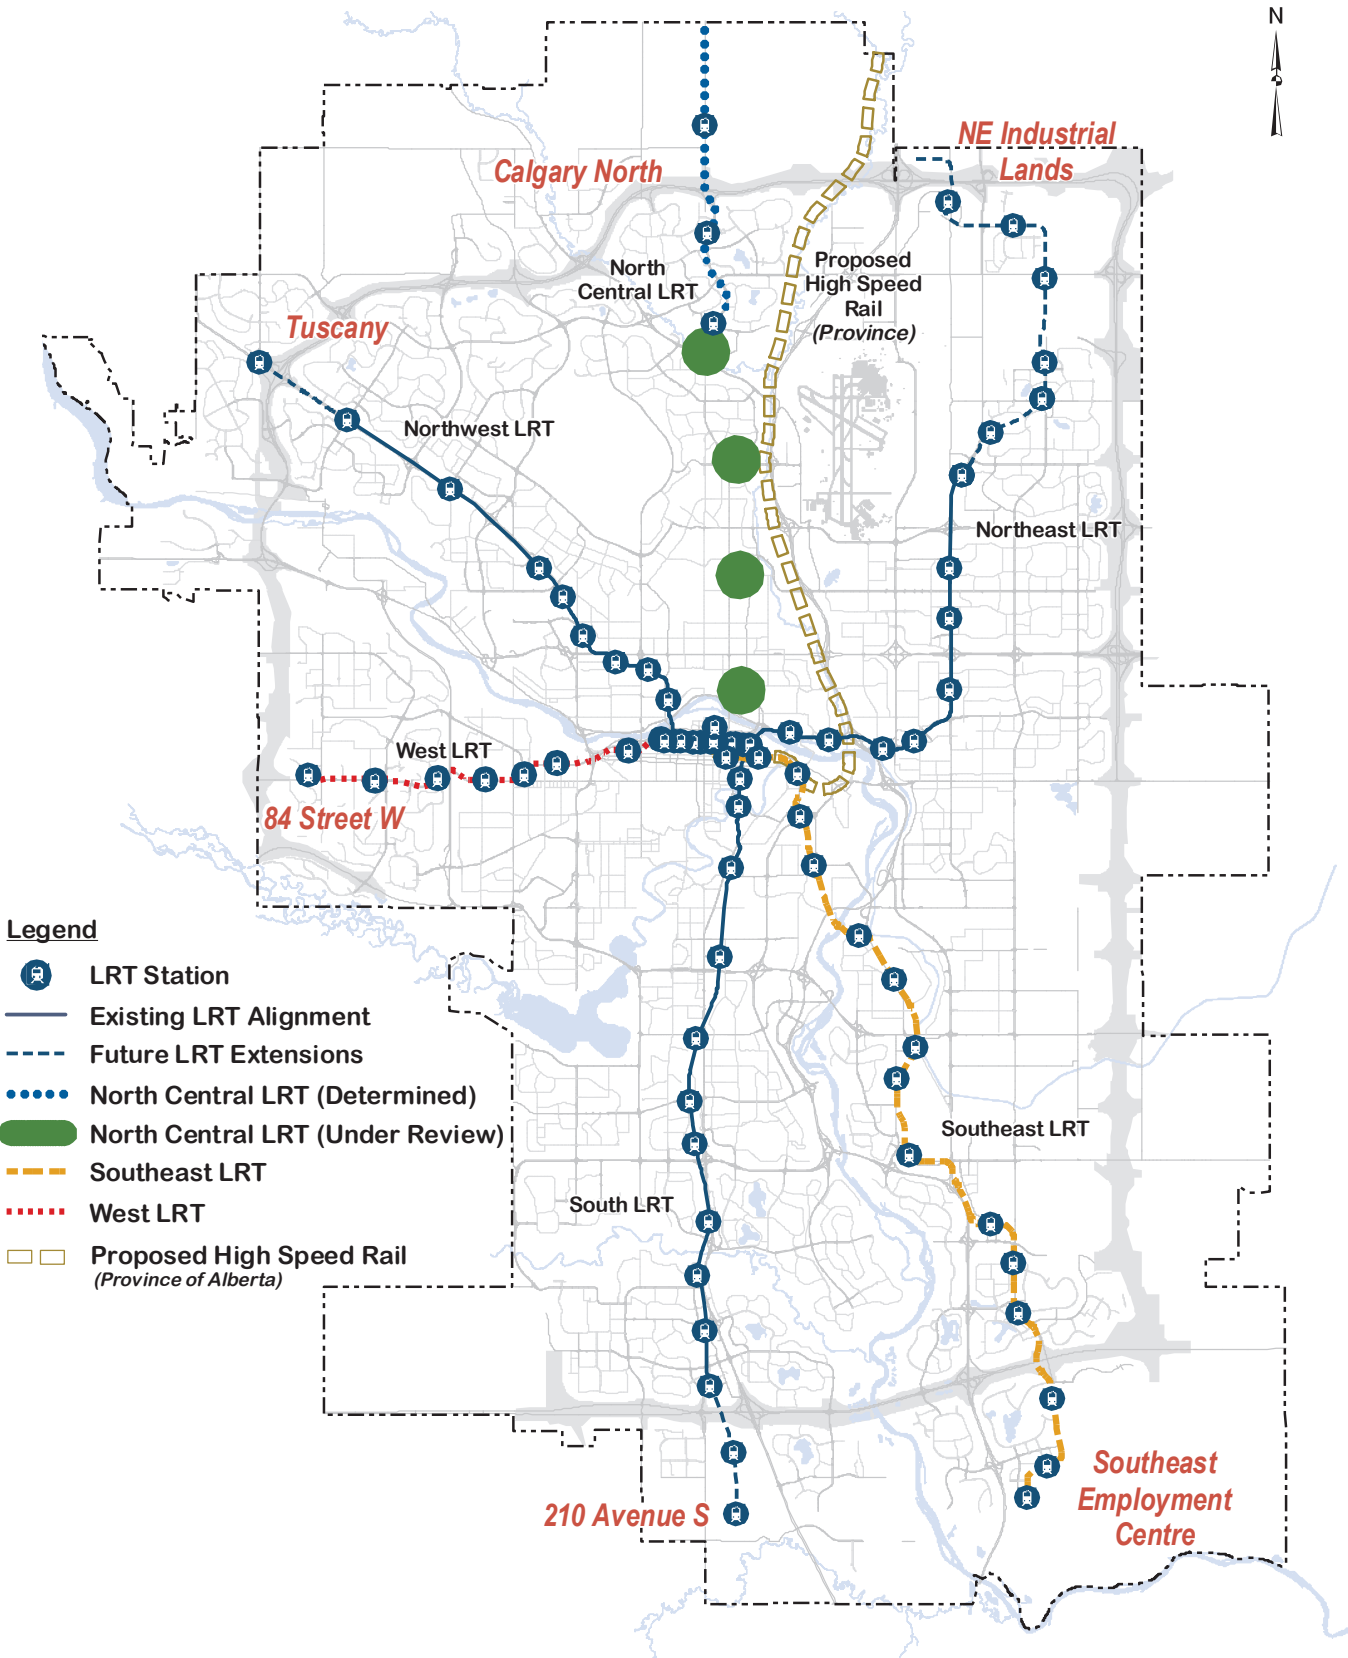 N
NE Industrial
Lands
Calgary North
North
Central LRT
Proposed
High Speed
Rail
(Province)
Tuscany
Northwest LRT
Northeast LRT
West LRT
84 Street W
Legend
LRT Station
Existing LRT Alignment
Future LRT Extensions
North Central LRT (Determined)
North Central LRT (Under Review)
Southeast LRT
West LRT
Proposed High Speed Rail
(Province of Alberta)
Southeast LRT
South LRT
210 Avenue S
Southeast
Employment
Centre